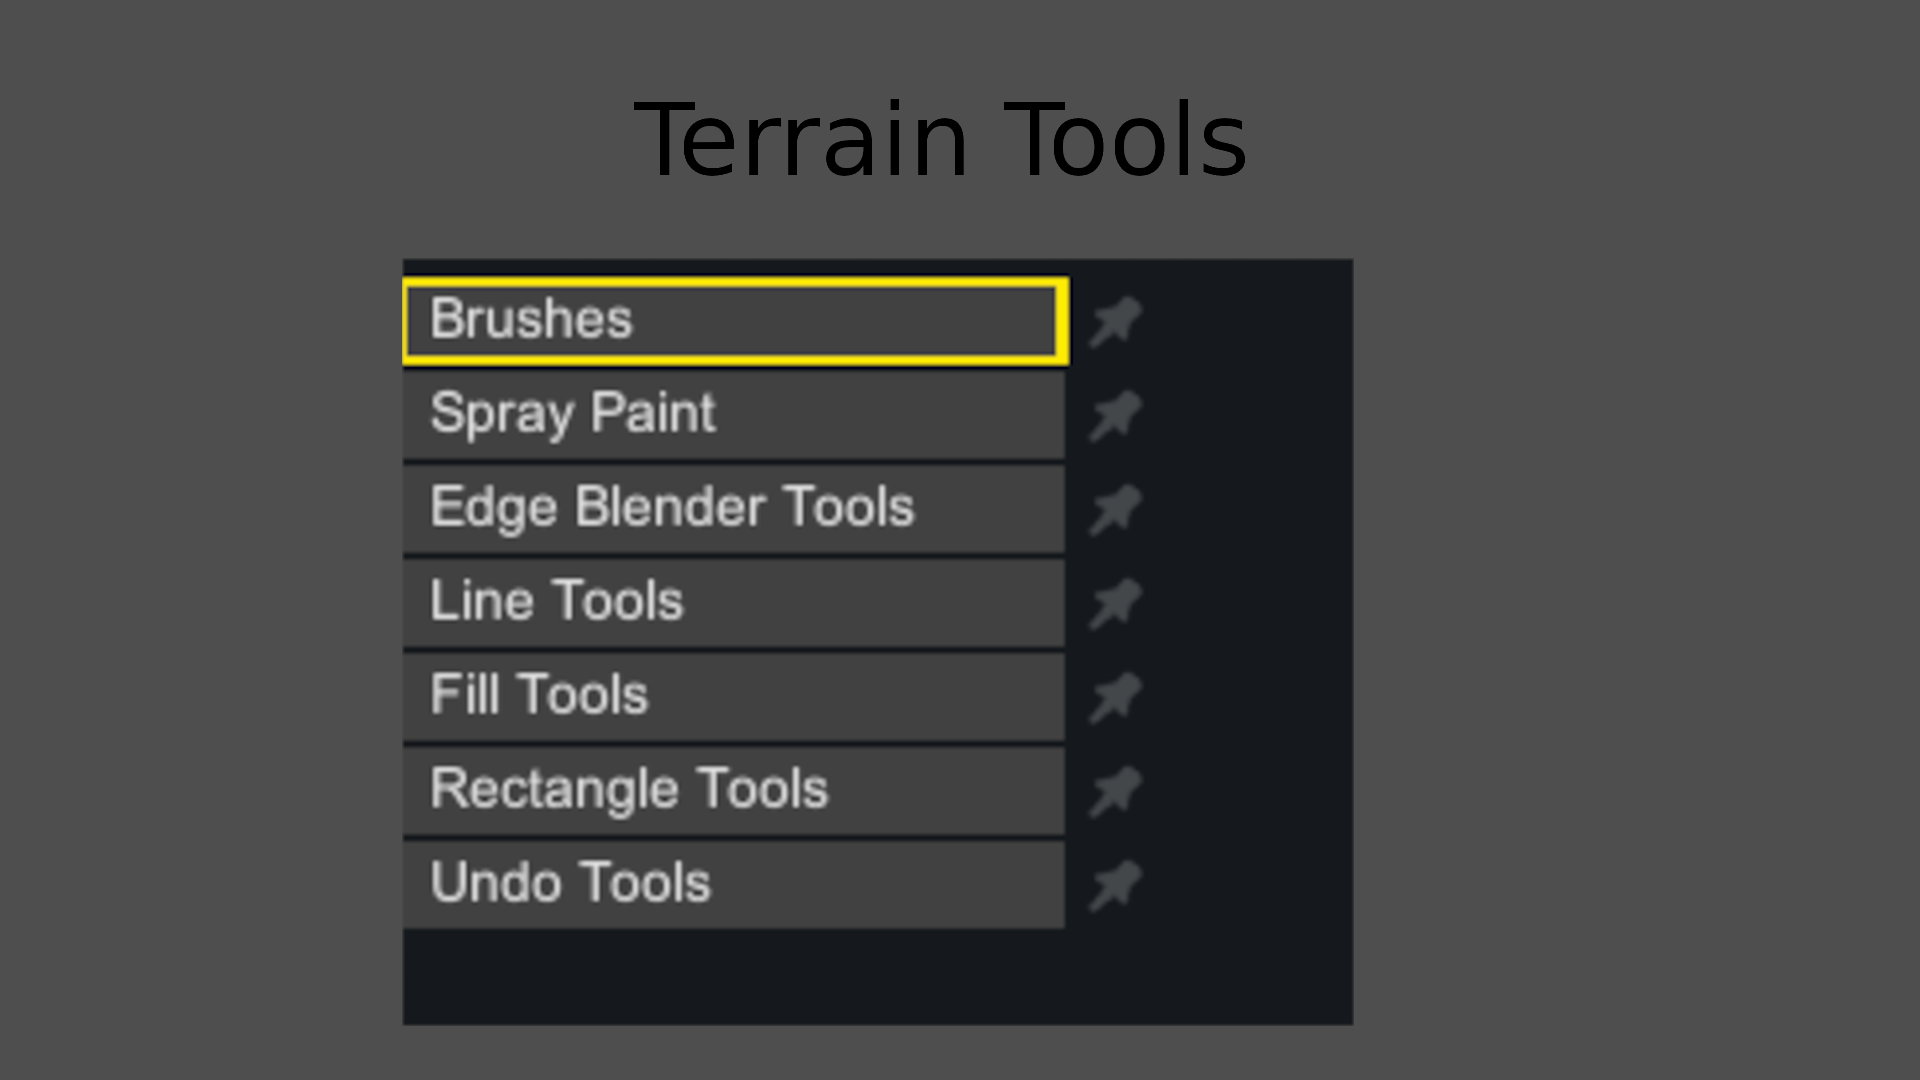 Terrain Tools
Brushes
Spray Paint
Edge Blender Tools
Line Tools
Fill Tools
Rectangle Tools
Undo Tools